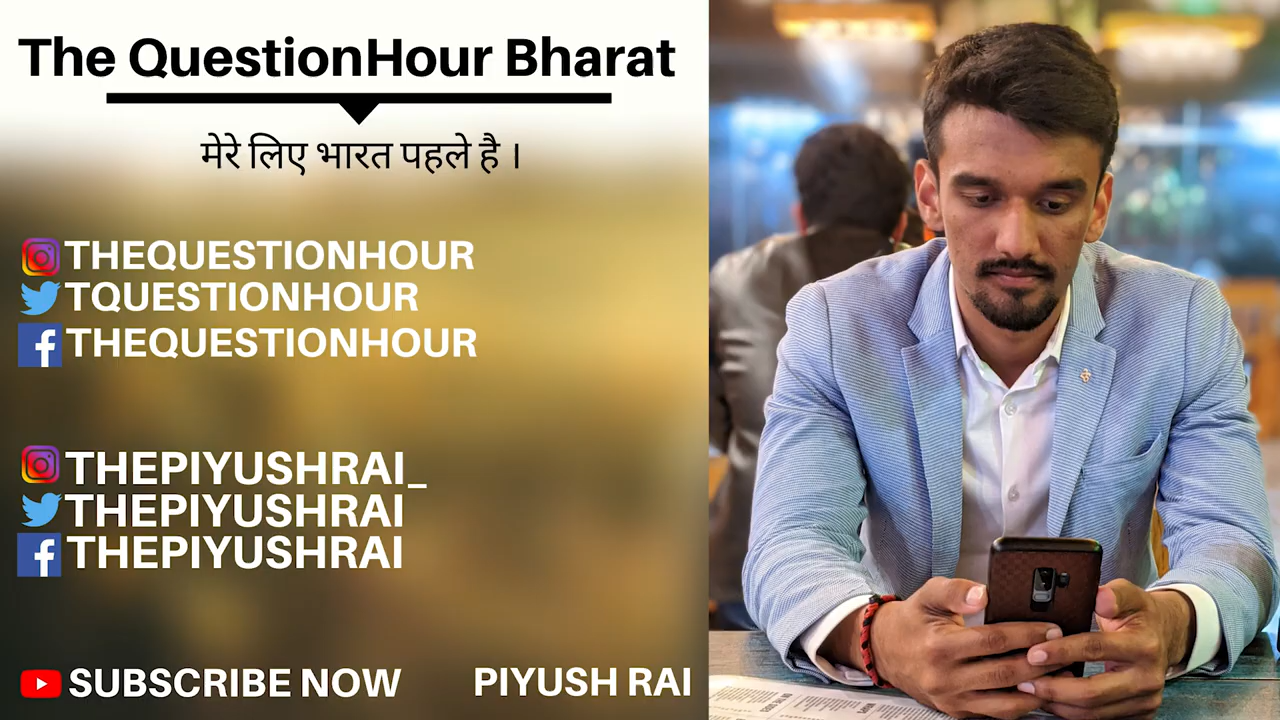 The QuestionHour Bharat
मेरे लिए भारत पहले है ।
THEQUESTIONHOUR
TQUESTIONHOUR
THEQUESTIONHOUR
THEPIYUSHRAI_
THEPIYUSHRAI
THEPIYUSHRAI
SUBSCRIBE NOW
PIYUSH RAI